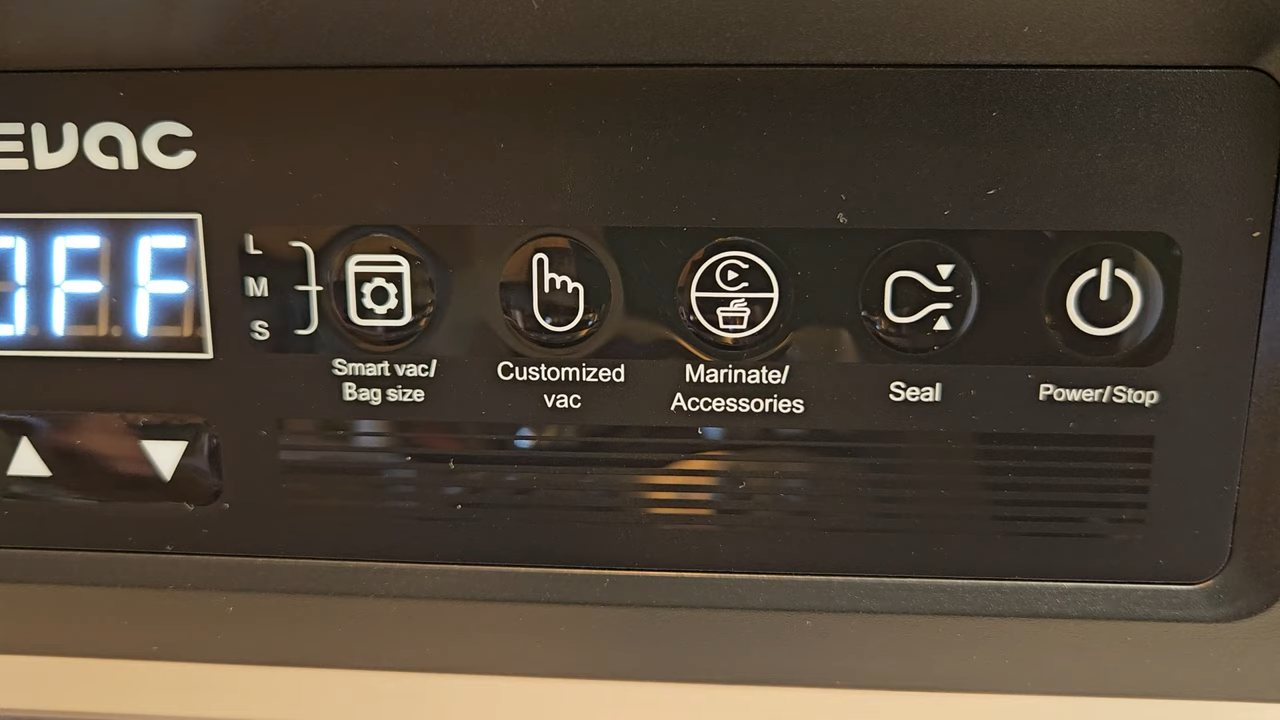 EVAC
OFF
L
M
S
Smart vac/
Bag size
Customized
vac
Marinate/
Accessories
Seal
Power/Stop